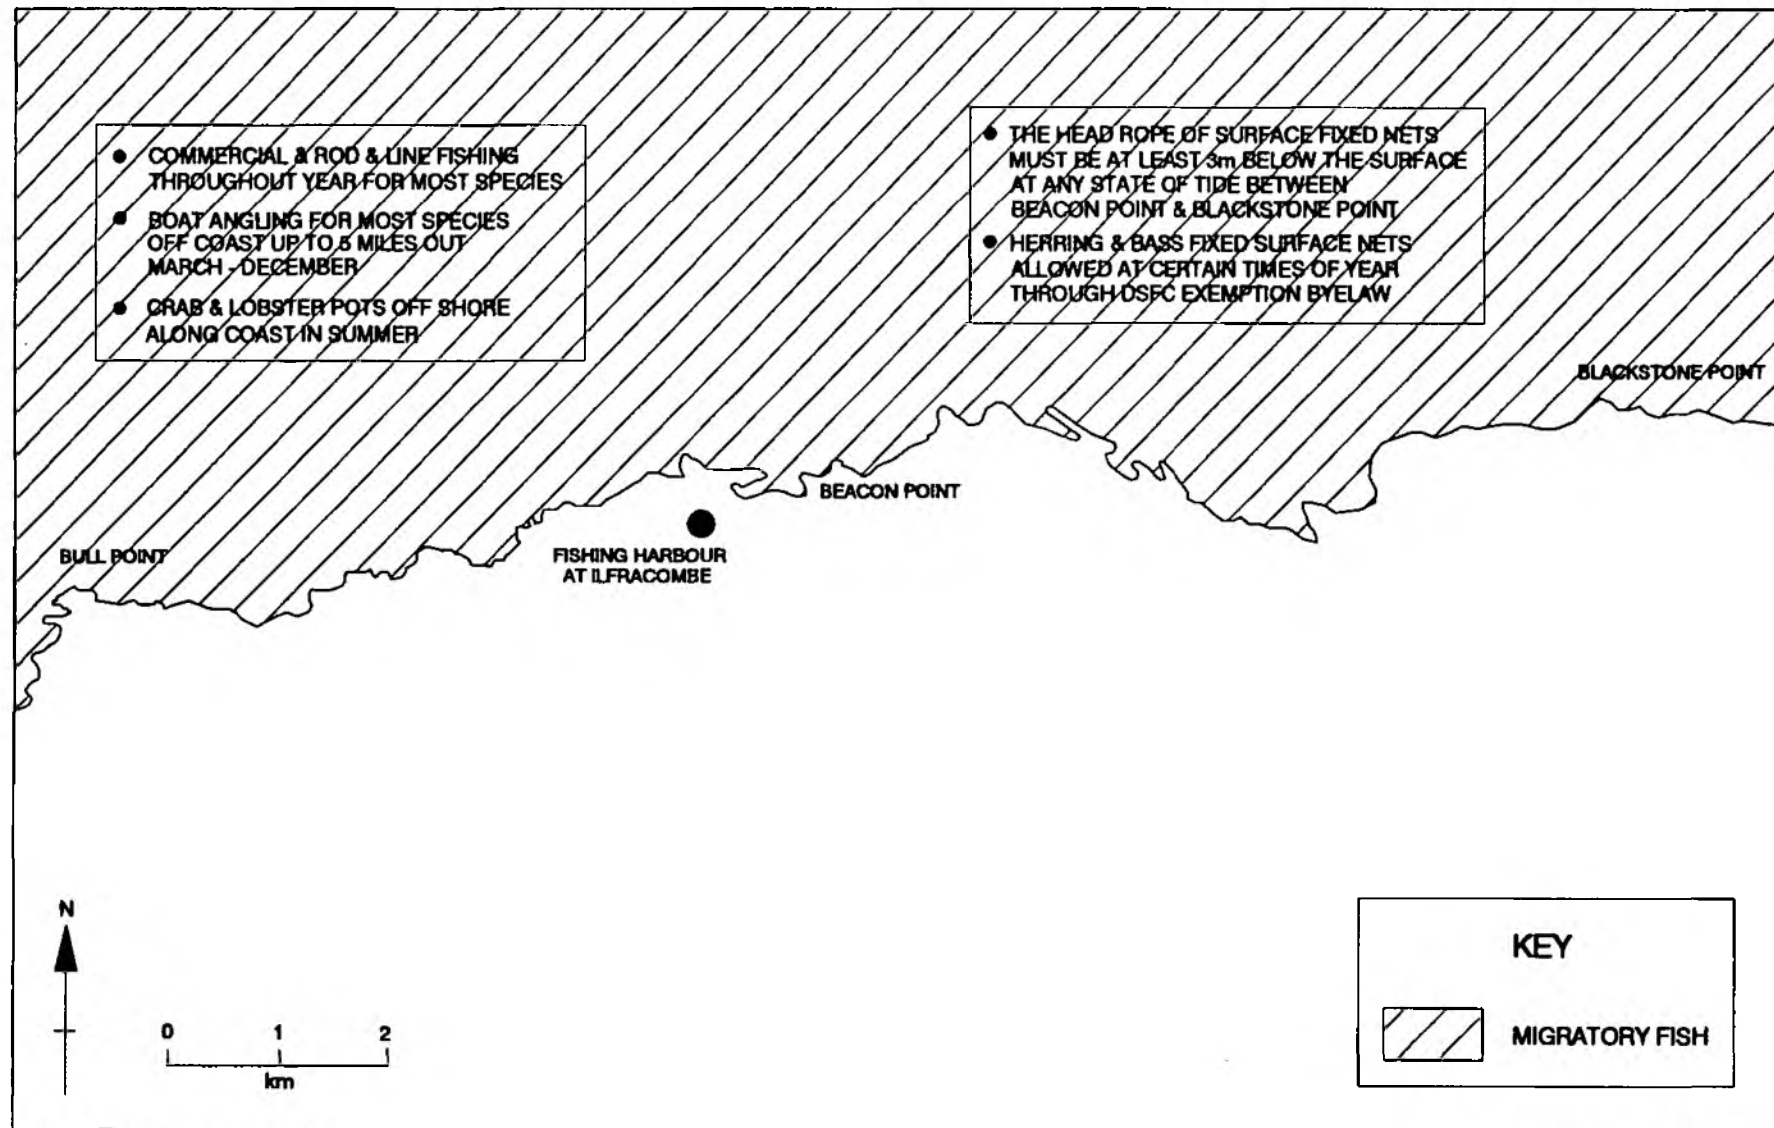 ● COMMERCIAL & ROD & LINE FISHING
THROUGHOUT YEAR FOR MOST SPECIES
● BOAT ANGLING FOR MOST SPECIES
OFF COAST UP TO 5 MILES OUT
MARCH - DECEMBER
● CRAB & LOBSTER POTS OFF SHORE
ALONG COAST IN SUMMER
● THE HEAD ROPE OF SURFACE FIXED NETS
MUST BE AT LEAST 3m BELOW THE SURFACE
AT ANY STATE OF TIDE BETWEEN
BEACON POINT & BLACKSTONE POINT
● HERRING & BASS FIXED SURFACE NETS
ALLOWED AT CERTAIN TIMES OF YEAR
THROUGH DSFC EXEMPTION BYELAW
BLACKSTONE POINT
BEACON POINT
BULL POINT
FISHING HARBOUR
AT ILFRACOMBE
N
0 1 2
km
KEY
MIGRATORY FISH